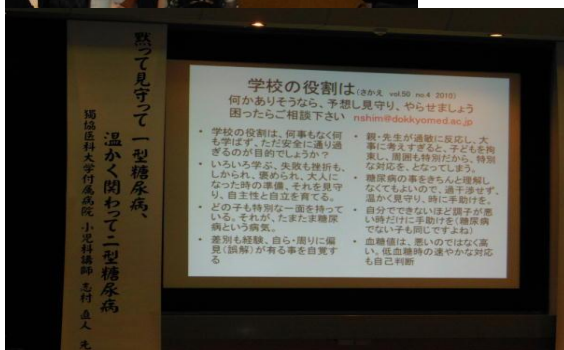 黙って見守って一型糖尿病、
温かく関わって二型糖尿病
獨協医科大学付属病院 小児科講師 志村 直人 先
学校の役割は(さかえ vol.50 no.4 2010)
何かありそうなら、予想し見守り、やらせましょう
困ったらご相談下さい nshim@dokkyomed.ac.jp
• 学校の役割は、何事もなく何
も学ばず、ただ安全に通り過
ぎるのが目的でしょうか?
• いろいろ学ぶ、失敗も挫折も、
しかられ、褒められ、大人に
なった時の準備、それを見守
り、自主性と自立を育てる。
• どの子も特別な一面を持って
いる。それが、たまたま糖尿
病という病気。
• 差別も経験、自ら・周りに偏
見(誤解)が有る事を自覚す
る
• 親・先生が過敏に反応し、大
事に考えすぎると、子どもを拘
束し、周囲も特別だから、特別
な対応を、となってしまう。
• 糖尿病の事をきちんと理解し
なくてもよいので、過干渉せず、
温かく見守り、時に手助けを。
• 自分でできないほど調子が悪
い時だけに手助けを(糖尿病
でない子も同じですよね)
• 血糖値は、悪いのではなく高
い。低血糖時の速やかな対応
も自己判断